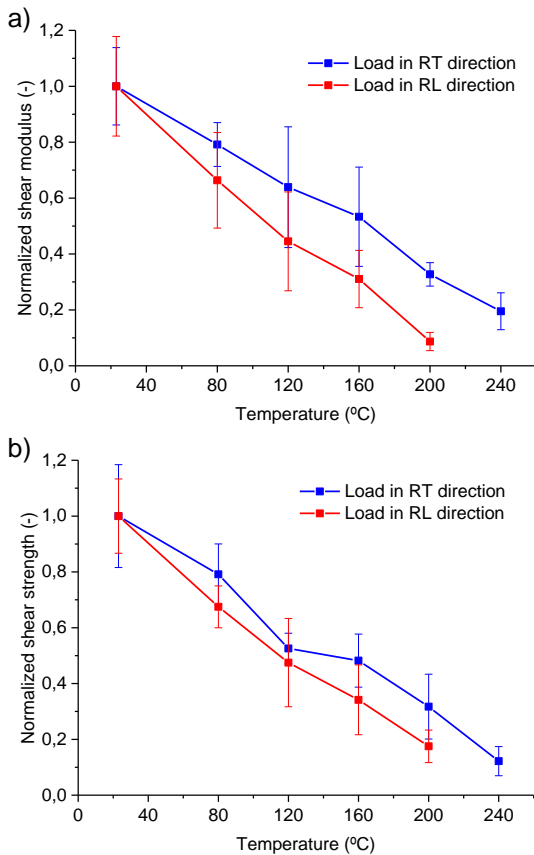 a)
1,2
1,0
0,8
0,6
0,4
0,2
0,0
Normalized shear modulus (-)
Load in RT direction
Load in RL direction
0 40 80 120 160 200 240
Temperature (ºC)
b)
1,2
1,0
0,8
0,6
0,4
0,2
0,0
Normalized shear strength (-)
Load in RT direction
Load in RL direction
0 40 80 120 160 200 240
Temperature (ºC)